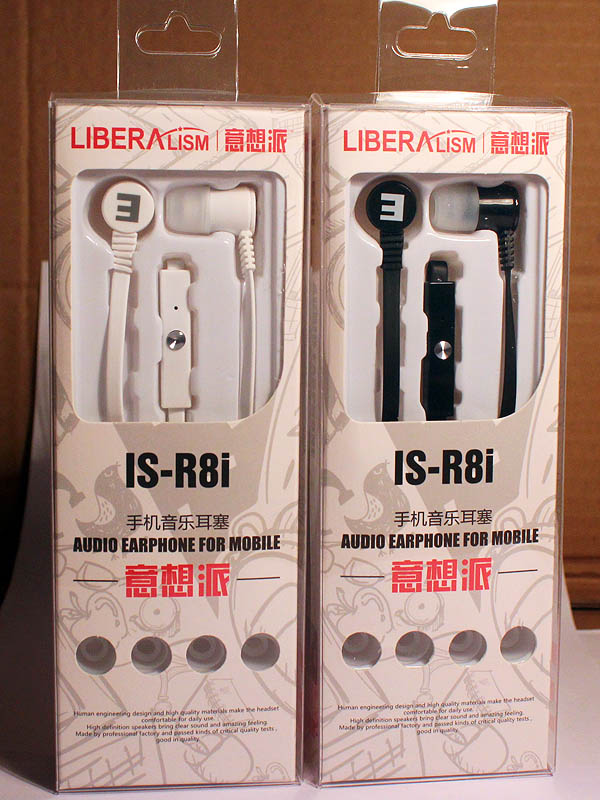 LIBERALISM 意想派
E
IS-R8i
手机音乐耳塞
AUDIO EARPHONE FOR MOBILE
意想派
Human engineering design and high quality materials make the headset
comfortable for daily use.
High definition speakers bring clear sound and amazing feeling.
Made by professional factory and passed kinds of critical quality tests ,
good in quality.
LIBERALISM 意想派
E
IS-R8i
手机音乐耳塞
AUDIO EARPHONE FOR MOBILE
意想派
Human engineering design and high quality materials make the headset
comfortable for daily use.
High definition speakers bring clear sound and amazing feeling.
Made by professional factory and passed kinds of critical quality tests ,
good in quality.